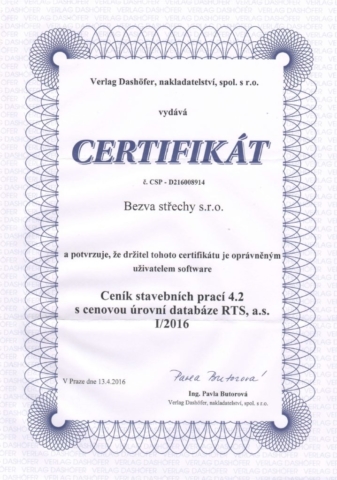 Verlag Dashöfer, nakladatelství, spol. s r.o.
vydává
CERTIFIKÁT
č. CSP - D216008914
Bezva střechy s.r.o.
a potvrzuje, že držitel tohoto certifikátu je oprávněným
uživatelem software
Ceník stavebních prací 4.2
s cenovou úrovní databáze RTS, a.s.
I/2016
Pavla Butorová
V Praze dne 13.4.2016
Ing. Pavla Butorová
Verlag Dashöfer, nakladatelství, spol. s.r.o.